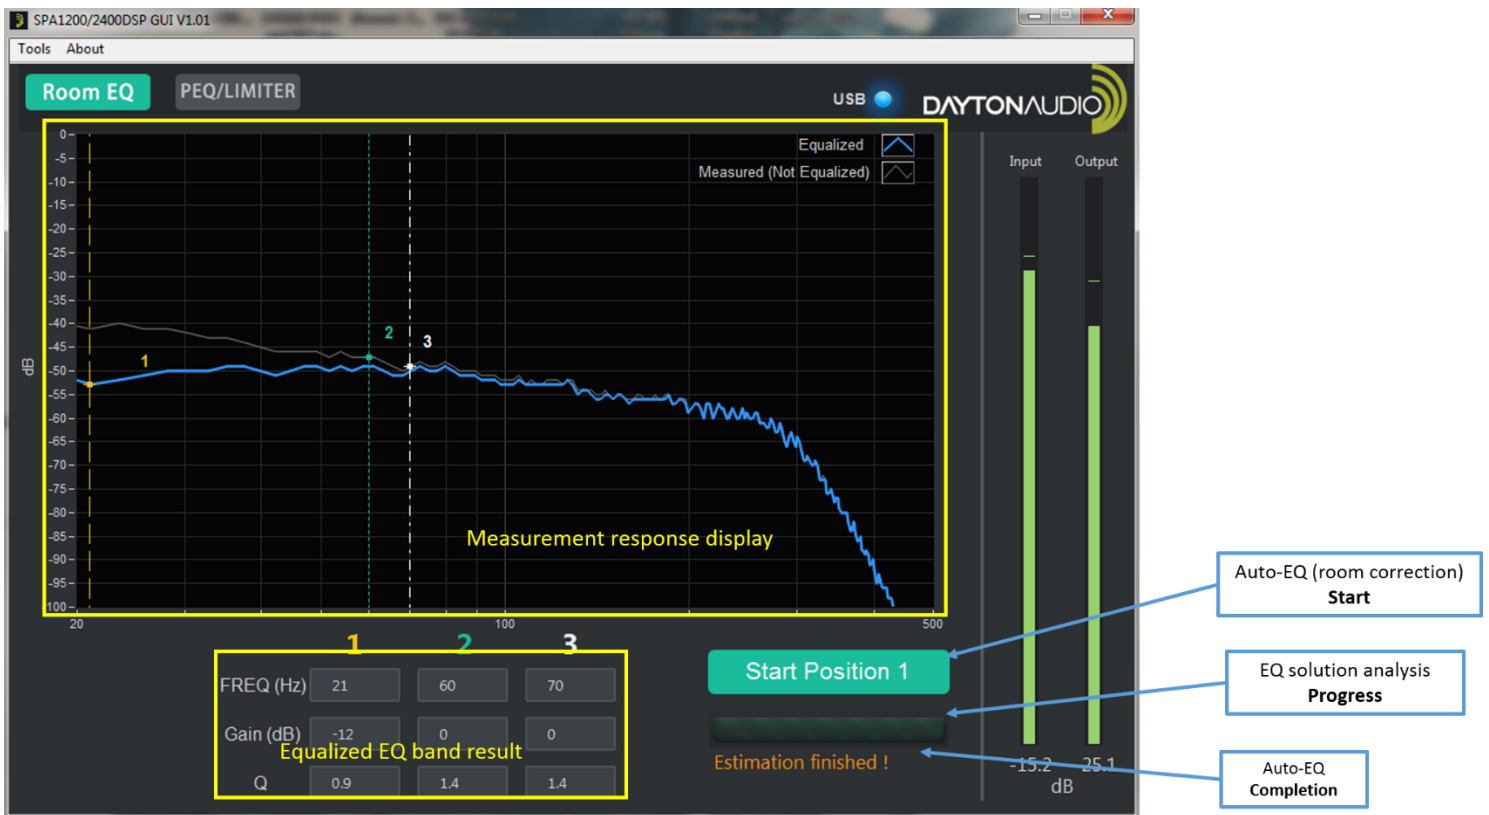 SPA1200/2400DSP GUI V1.01
Tools About
Room EQ PEQ/LIMITER
USB
DAYTON AUDIO
Equalized
Measured (Not Equalized)
Input Output
0
-5
-10
-15
-20
-25
-30
-35
-40
-45
-50
-55
-60
-65
-70
-75
-80
-85
-90
-95
-100
dB
1
2
3
Measurement response display
20 100 500
1 2 3
FREQ (Hz) 21 60 70
Gain (dB) -12 0 0
Equalized EQ band result
Q 0.9 1.4 1.4
Start Position 1
Estimation finished !
-15.2 25.1
dB
Auto-EQ (room correction)
Start
EQ solution analysis
Progress
Auto-EQ
Completion